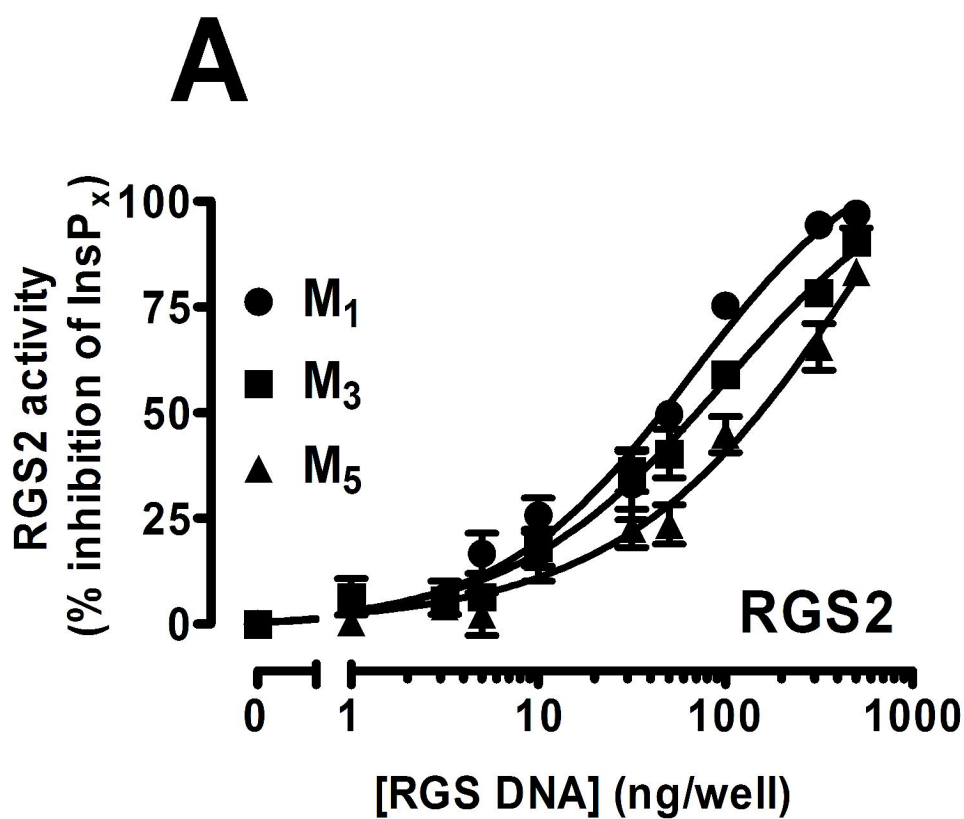 A
RGS2 activity
(% inhibition of InsPₓ)
100
75
50
25
0
M₁
M₃
M₅
RGS2
0 1 10 100 1000
[RGS DNA] (ng/well)